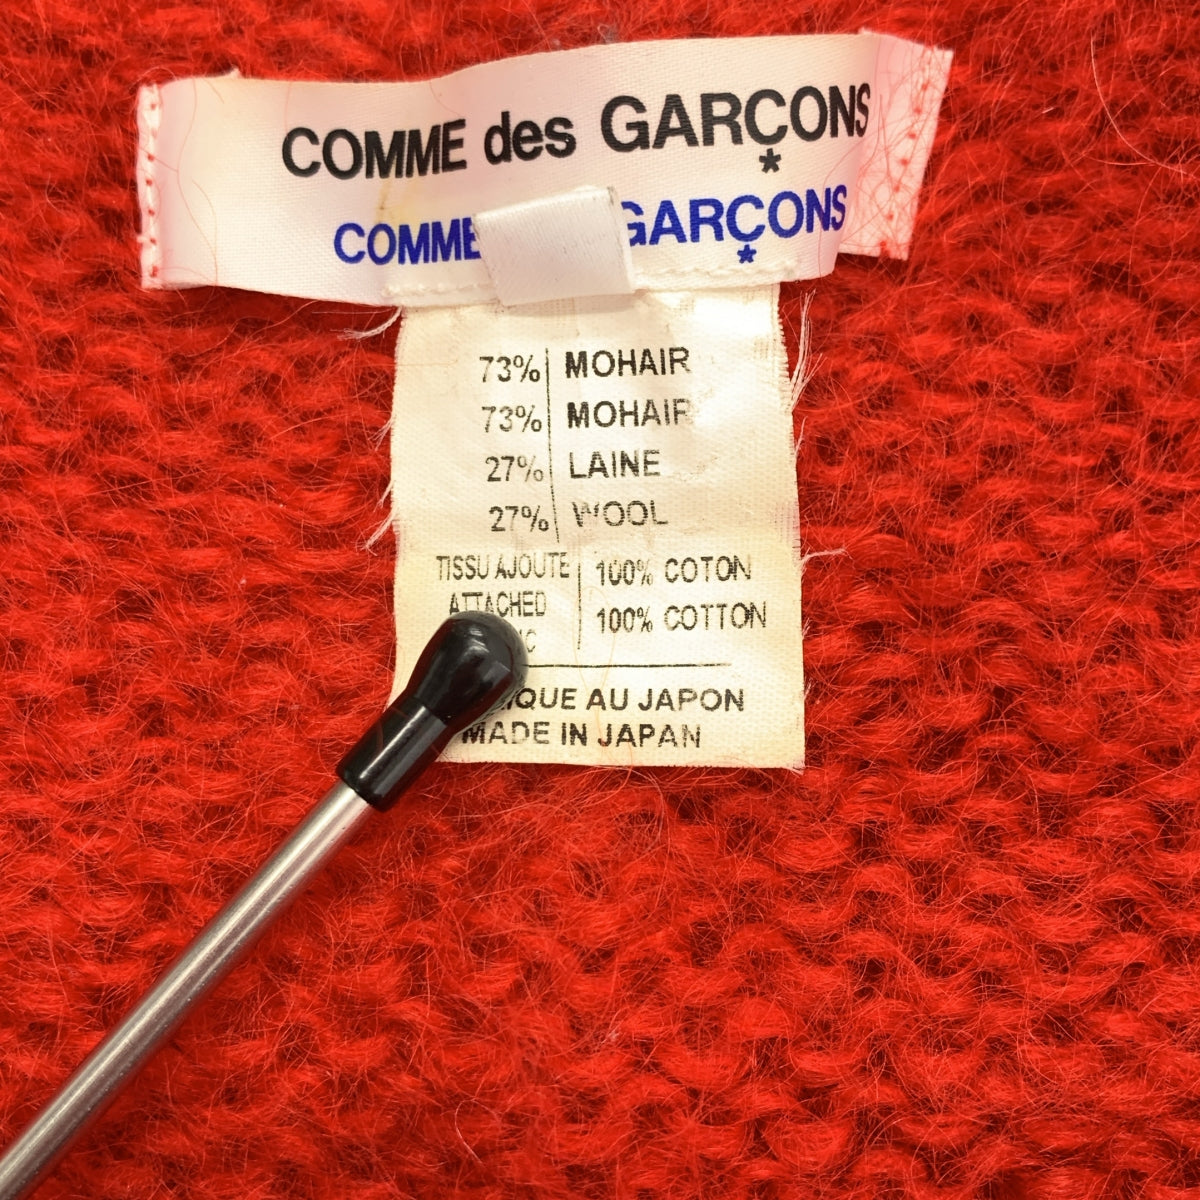 COMME des GARÇONS
*
COMME GARÇONS
*
73% MOHAIR
73% MOHAIR
27% LAINE
27% WOOL
TISSU AJOUTE 100% COTON
ATTACHED 100% COTTON
AU JAPON
MADE IN JAPAN